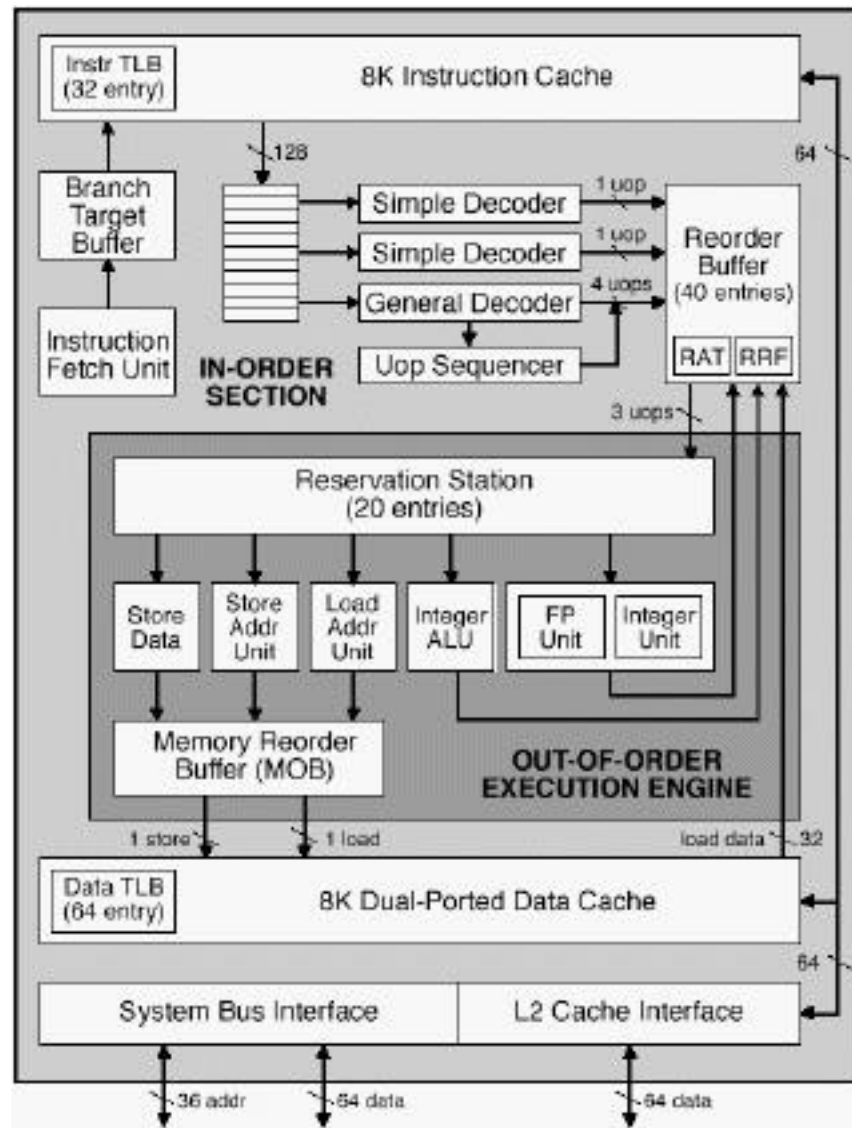 Instr TLB
(32 entry)
8K Instruction Cache
128
64
Branch
Target
Buffer
Instruction
Fetch Unit
Simple Decoder
1 uop
Simple Decoder
1 uop
General Decoder
4 uops
Uop Sequencer
Reorder
Buffer
(40 entries)
RAT
RRF
IN-ORDER
SECTION
3 uops
Reservation Station
(20 entries)
Store
Data
Store
Addr
Unit
Load
Addr
Unit
Integer
ALU
FP
Unit
Integer
Unit
Memory Reorder
Buffer (MOB)
OUT-OF-ORDER
EXECUTION ENGINE
1 store
1 load
load data
32
Data TLB
(64 entry)
8K Dual-Ported Data Cache
64
System Bus Interface
L2 Cache Interface
36 addr
64 data
64 data